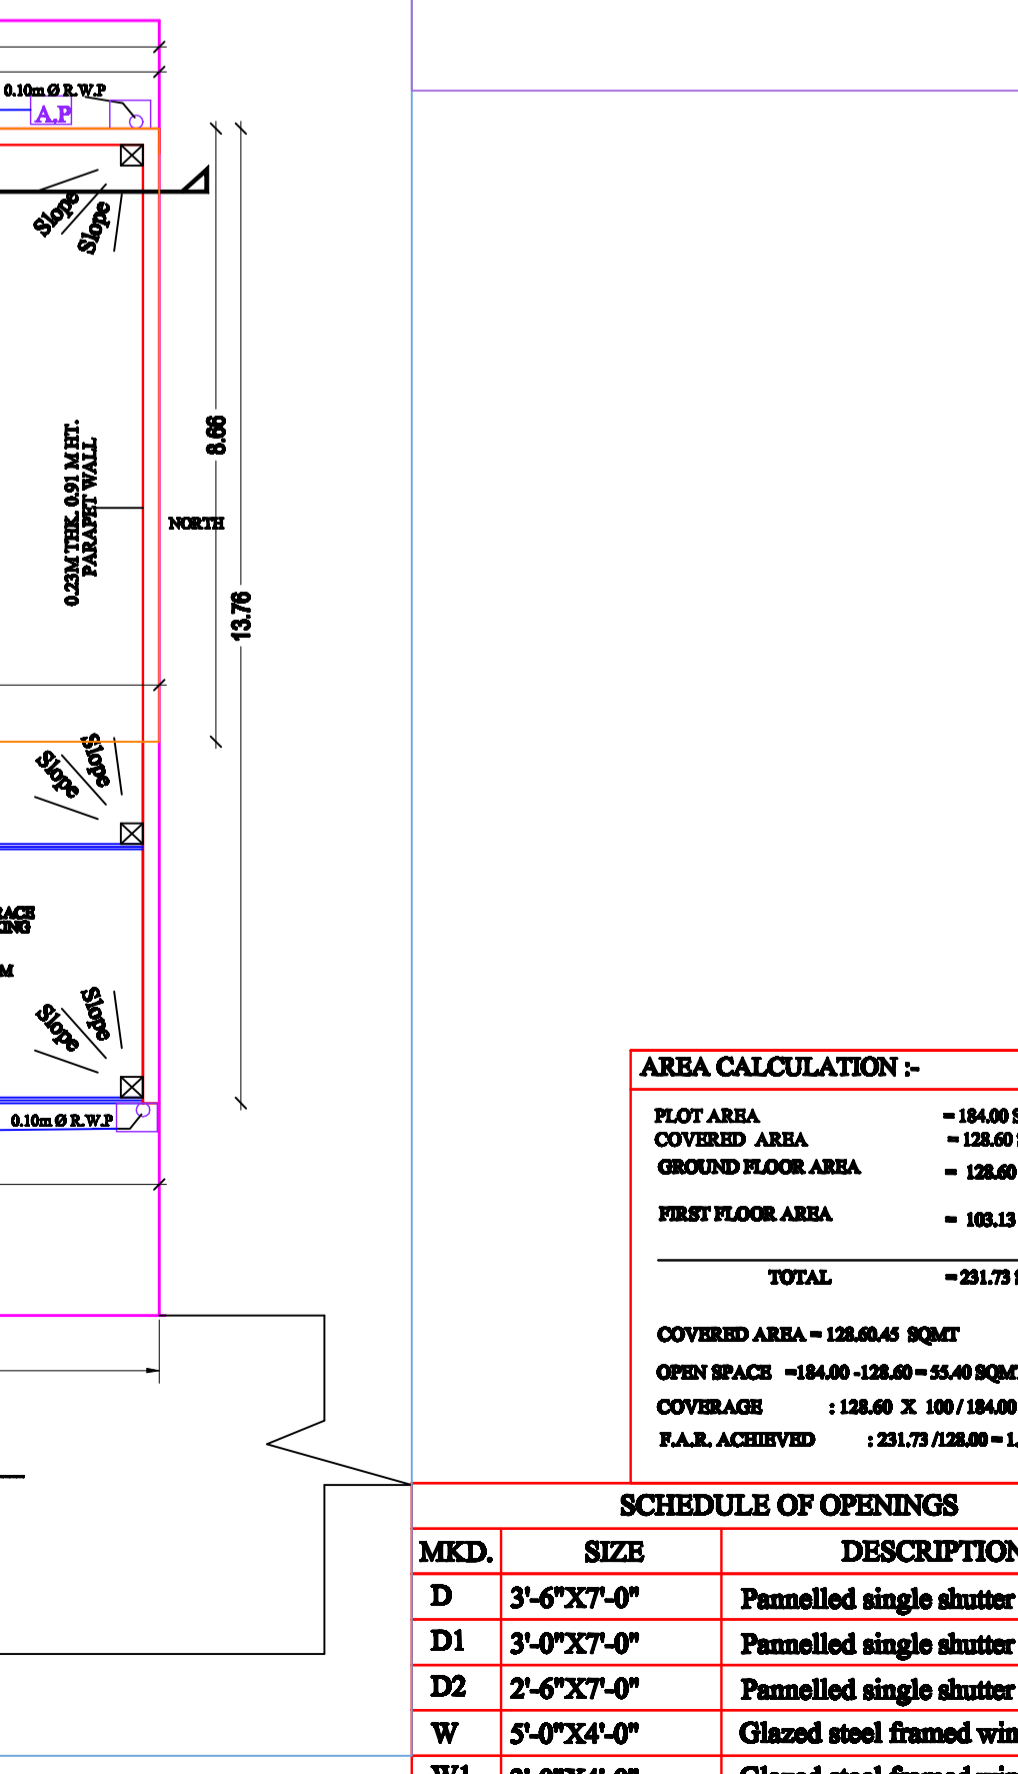 0.10m Ø R.W.P
A.P
Slope
Slope
8.66
0.23M THK. 0.91 M HT.
PARAPET WALL
NORTH
13.76
Slope
Slope
RACE
KING
M
Slope
Slope
0.10m Ø R.W.P
AREA CALCULATION :-
PLOT AREA = 184.00 S
COVERED AREA = 128.60
GROUND FLOOR AREA = 128.60
FIRST FLOOR AREA = 103.13
TOTAL = 231.73
COVERED AREA = 128.60.45 SQMT
OPEN SPACE =184.00 -128.60 = 55.40 SQMT
COVERAGE : 128.60 X 100 / 184.00
F.A.R. ACHIEVED : 231.73 /128.00 = 1.
SCHEDULE OF OPENINGS
MKD. SIZE DESCRIPTION
D 3'-6"X7'-0" Pannelled single shutter
D1 3'-0"X7'-0" Pannelled single shutter
D2 2'-6"X7'-0" Pannelled single shutter
W 5'-0"X4'-0" Glazed steel framed win
W1